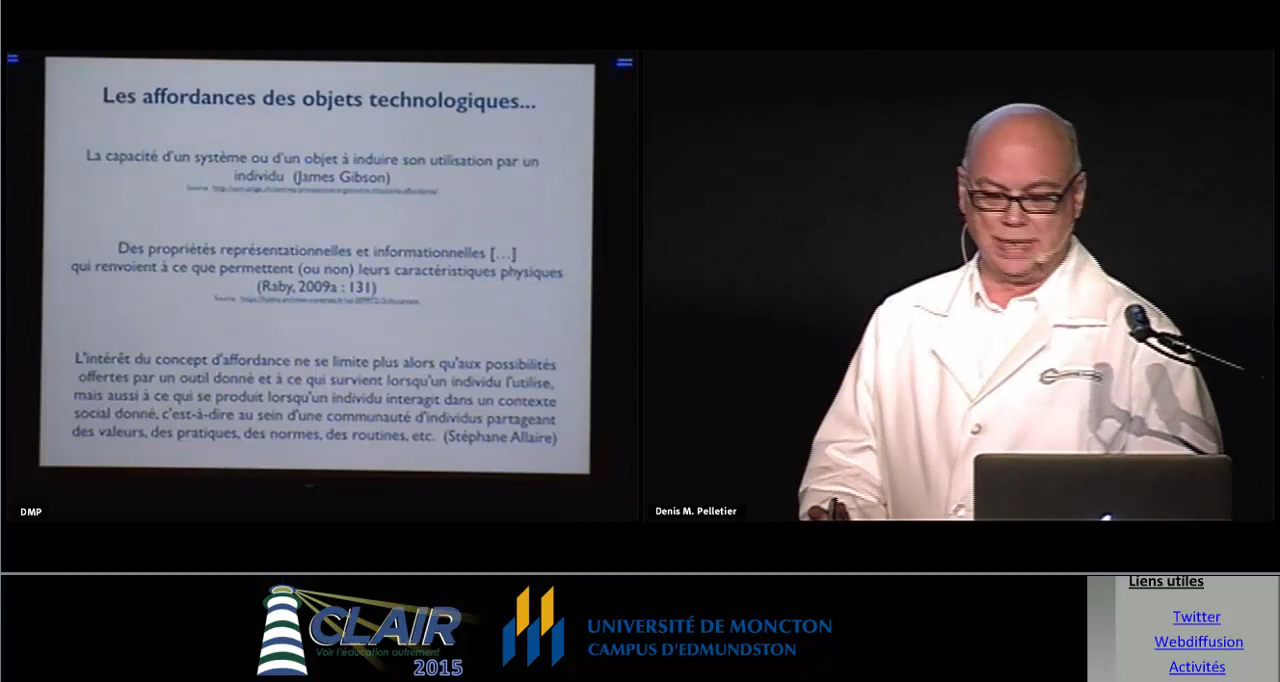 Les affordances des objets technologiques...
La capacité d'un système ou d'un objet à induire son utilisation par un
individu (James Gibson)
Source
Des propriétés représentationnelles et informationnelles [...]
qui renvoient à ce que permettent (ou non) leurs caractéristiques physiques
(Raby, 2009a : 131)
Source
L'intérêt du concept d'affordance ne se limite plus alors qu'aux possibilités
offertes par un outil donné et à ce qui survient lorsqu'un individu l'utilise,
mais aussi à ce qui se produit lorsqu'un individu interagit dans un contexte
social donné, c'est-à-dire au sein d'une communauté d'individus partageant
des valeurs, des pratiques, des normes, des routines, etc. (Stéphane Allaire)
DMP
Denis M. Pelletier
CLAIR
Voir l'éducation autrement
2015
UNIVERSITÉ DE MONCTON
CAMPUS D'EDMUNDSTON
Liens utiles
Twitter
Webdiffusion
Activités